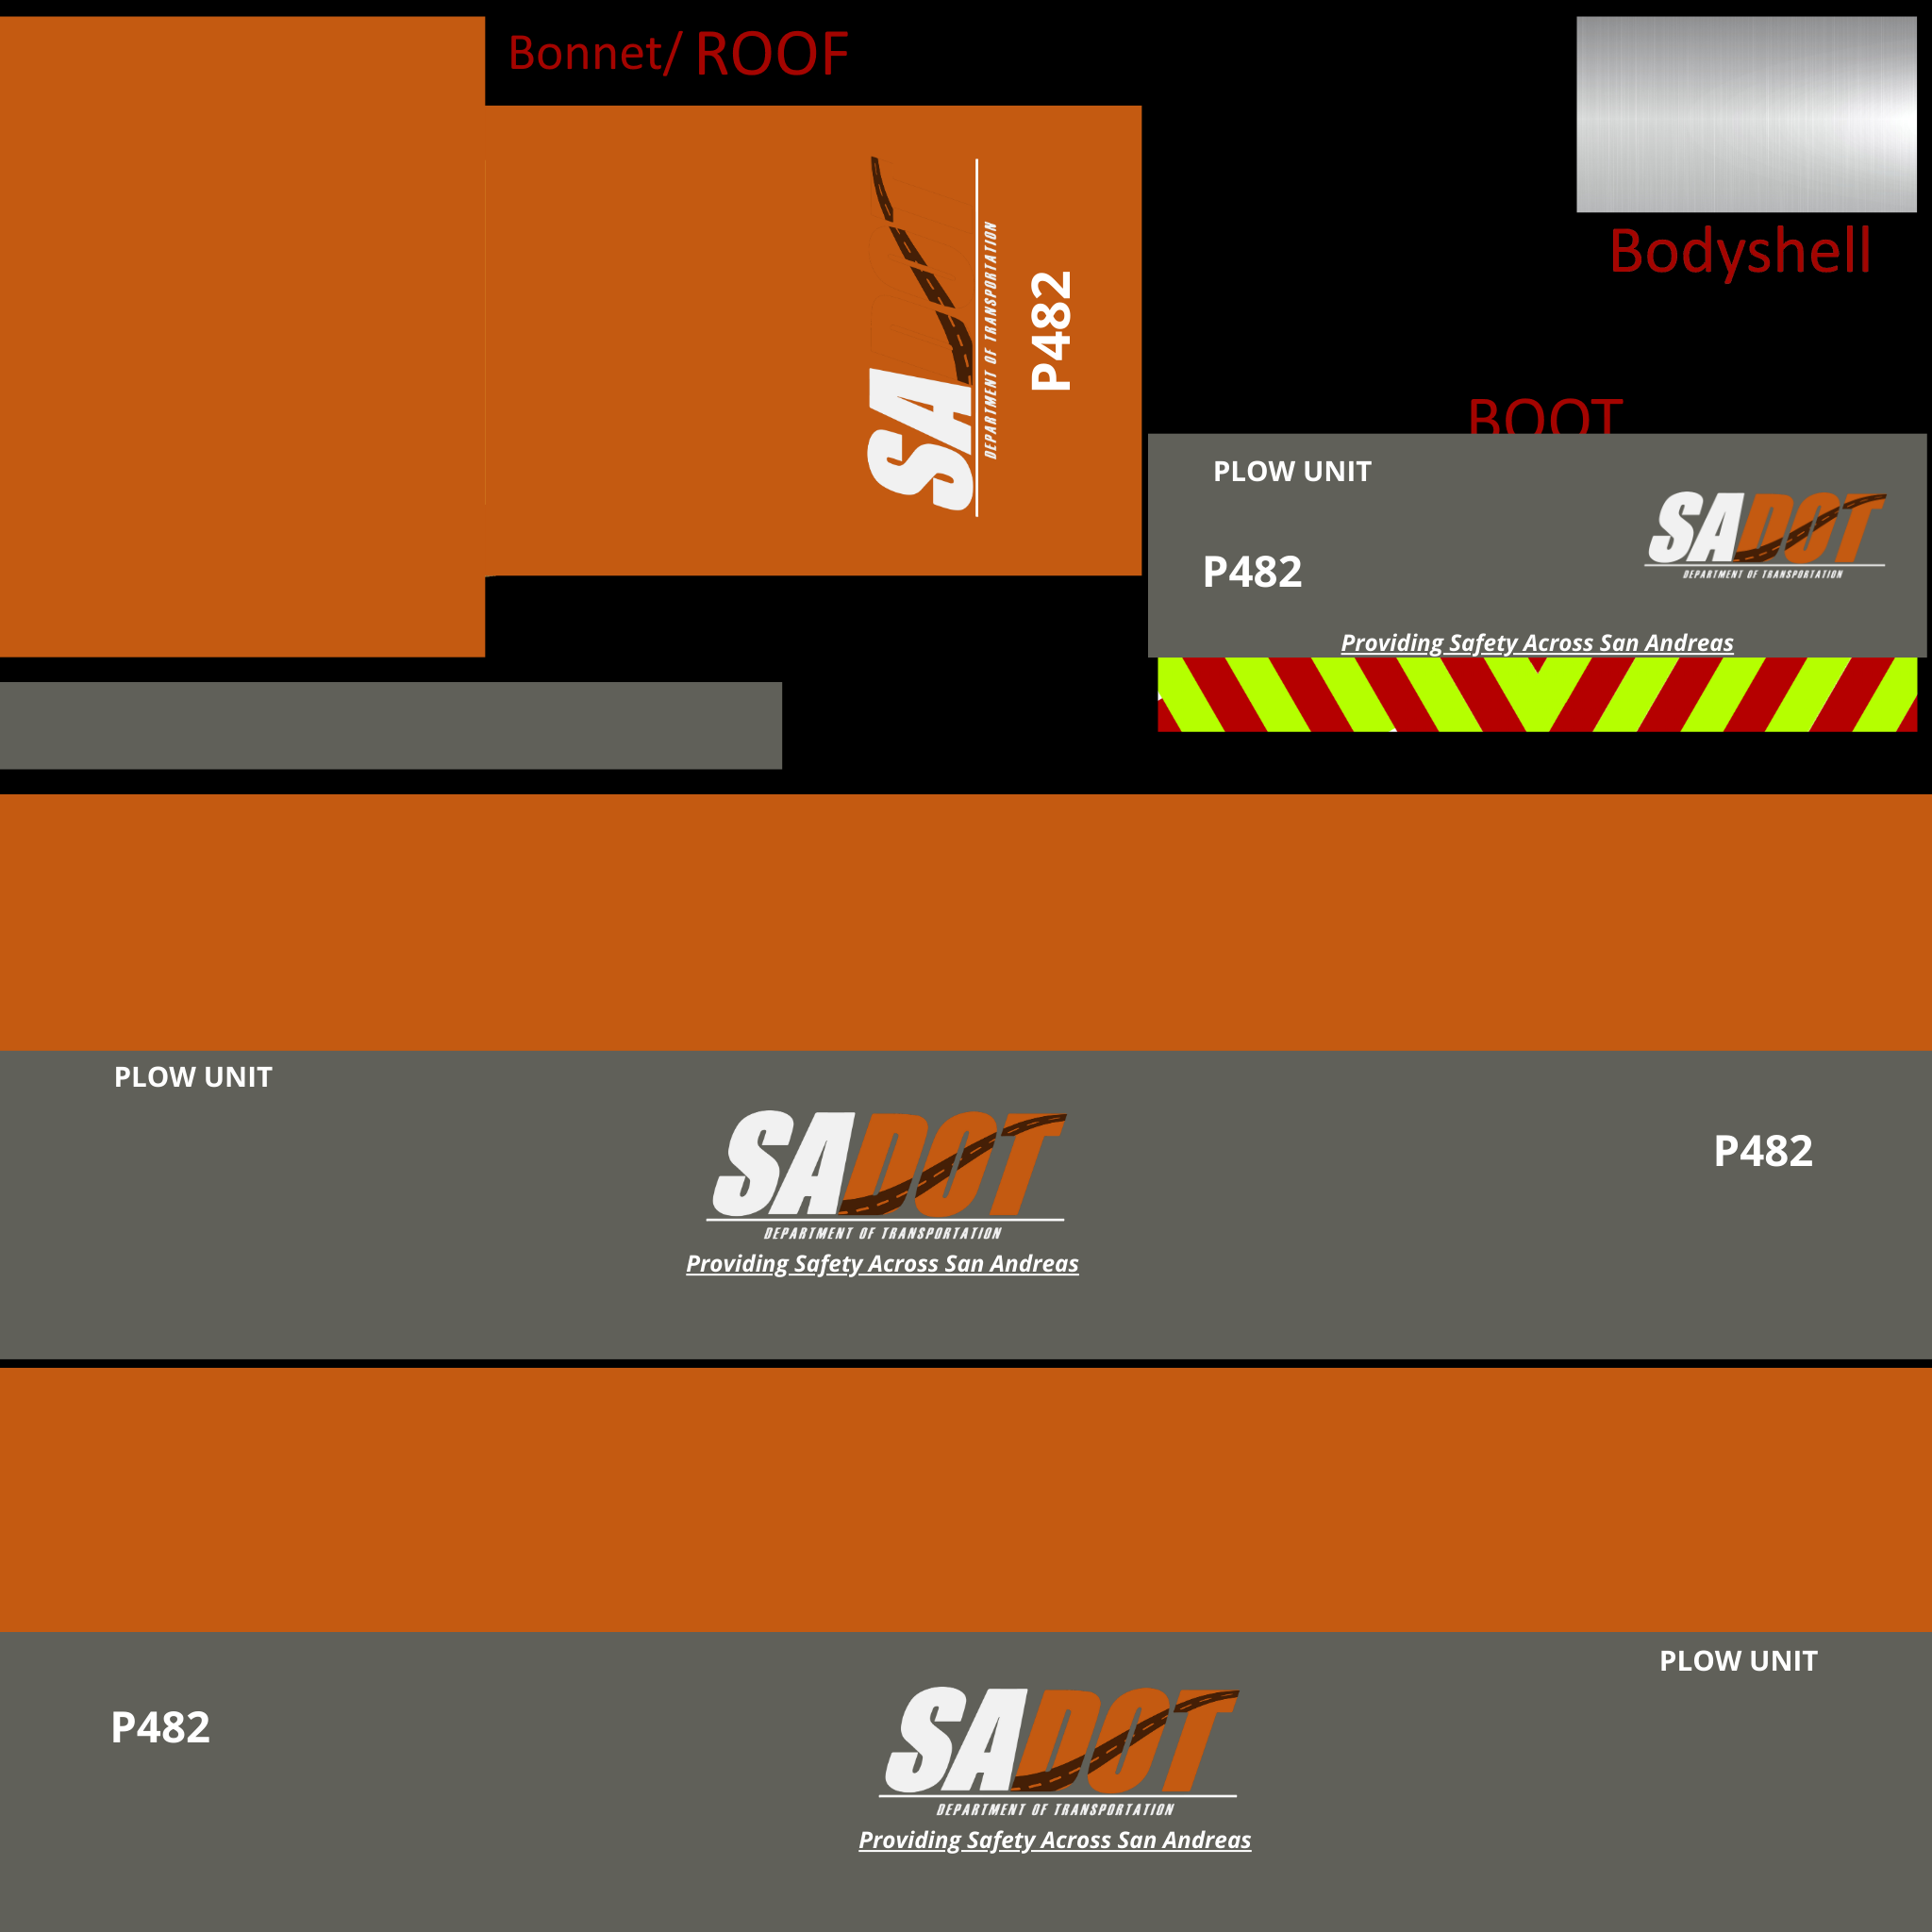 Bonnet/ ROOF
SA
DEPARTMENT OF TRANSPORTATION
P482
Bodyshell
BOOT
PLOW UNIT
SADOT
DEPARTMENT OF TRANSPORTATION
P482
Providing Safety Across San Andreas
PLOW UNIT
SADOT
DEPARTMENT OF TRANSPORTATION
Providing Safety Across San Andreas
P482
PLOW UNIT
P482
SADOT
DEPARTMENT OF TRANSPORTATION
Providing Safety Across San Andreas